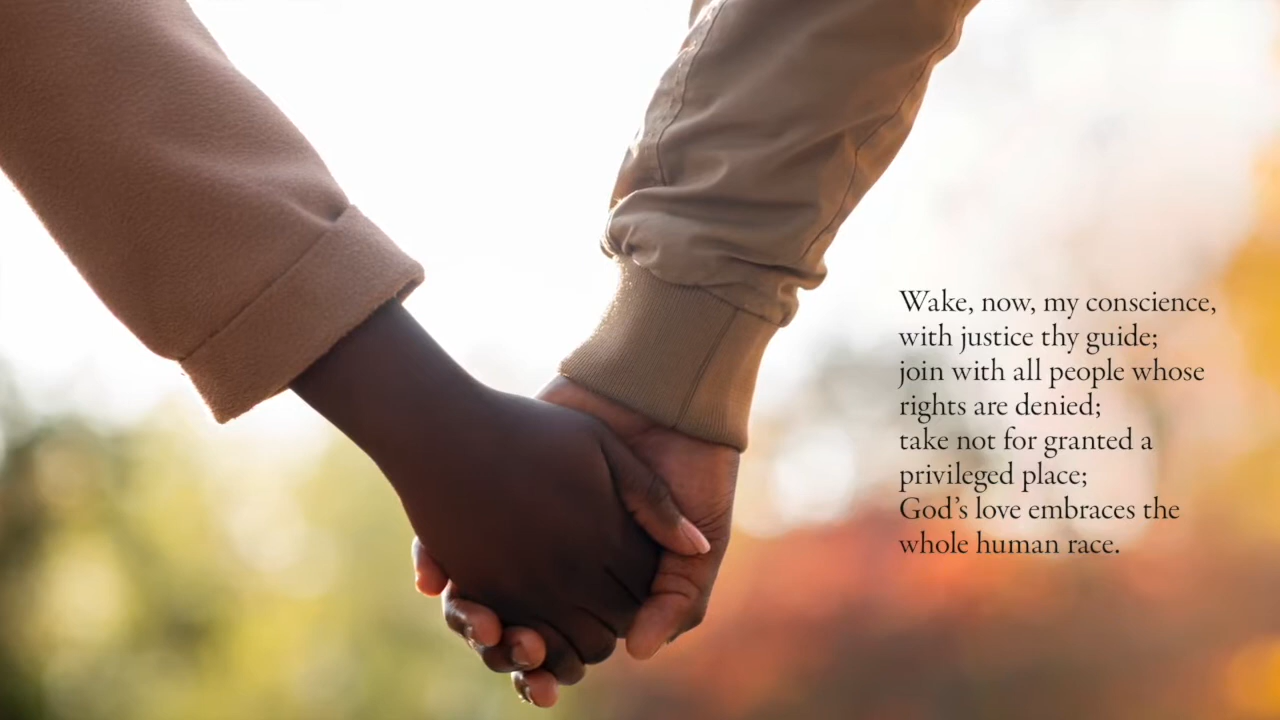 Wake, now, my conscience,
with justice thy guide;
join with all people whose
rights are denied;
take not for granted a
privileged place;
God’s love embraces the
whole human race.